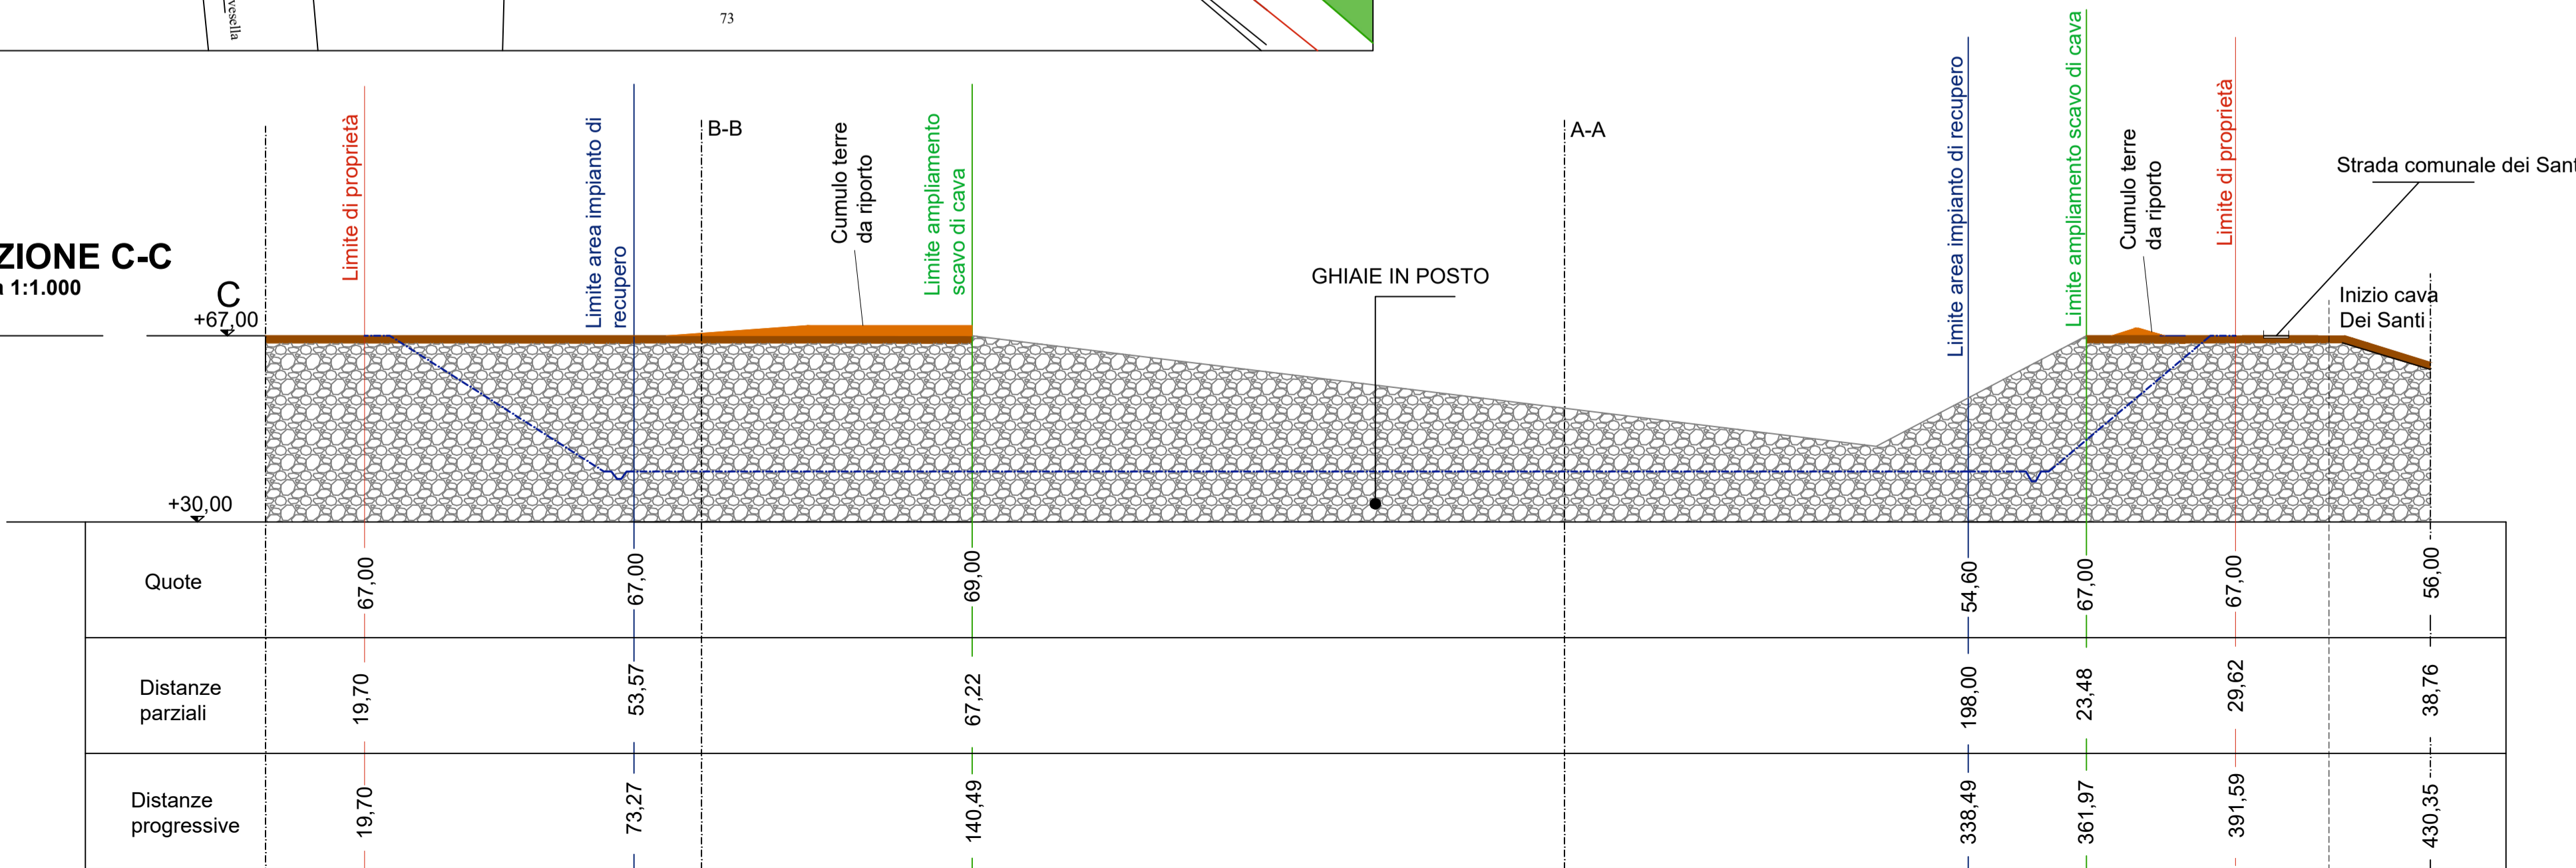 vesella
73
ZIONE C-C
1:1.000
C
+67,00
+30,00
Limite di proprietà
Limite area impianto di
recupero
B-B
Cumulo terre
da riporto
Limite ampliamento
scavo di cava
GHIAIE IN POSTO
A-A
Limite area impianto di recupero
Limite ampliamento scavo di cava
Cumulo terre
da riporto
Limite di proprietà
Strada comunale dei Sant
Inizio cava
Dei Santi
Quote
67,00
67,00
69,00
54,60
67,00
67,00
56,00
Distanze
parziali
19,70
53,57
67,22
198,00
23,48
29,62
38,76
Distanze
progressive
19,70
73,27
140,49
338,49
361,97
391,59
430,35